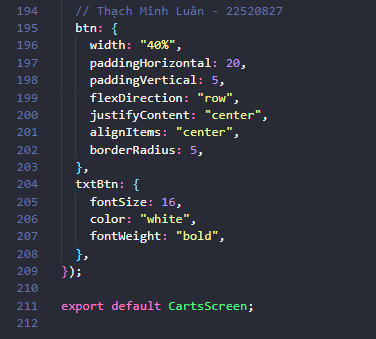 194 // Thạch Minh Luân - 22520827
195 btn: {
196 width: "40%",
197 paddingHorizontal: 20,
198 paddingVertical: 5,
199 flexDirection: "row",
200 justifyContent: "center",
201 alignItems: "center",
202 borderRadius: 5,
203 },
204 txtBtn: {
205 fontSize: 16,
206 color: "white",
207 fontWeight: "bold",
208 },
209 });
210
211 export default CartsScreen;
212